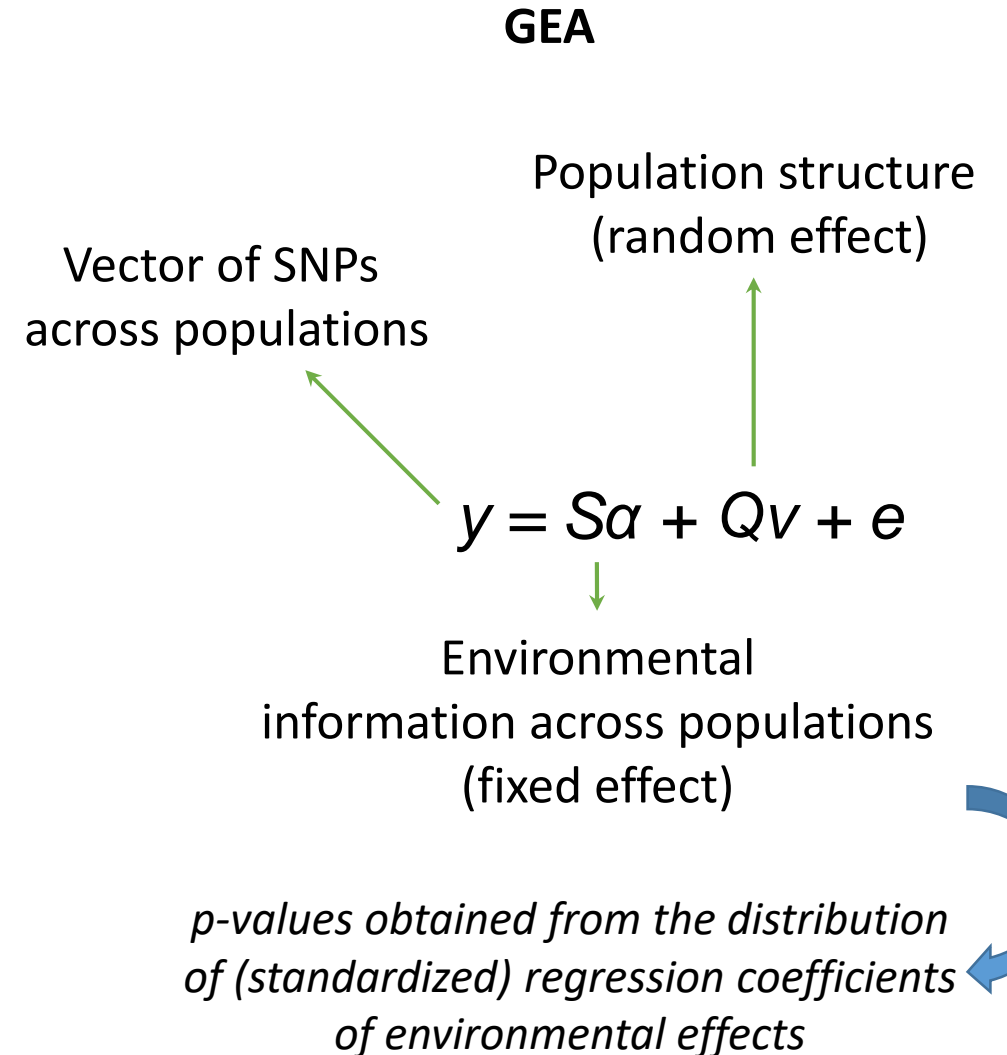 GEA
Population structure
(random effect)
Vector of SNPs
across populations
y = Sα + Qv + e
Environmental
information across populations
(fixed effect)
p-values obtained from the distribution
of (standardized) regression coefficients
of environmental effects